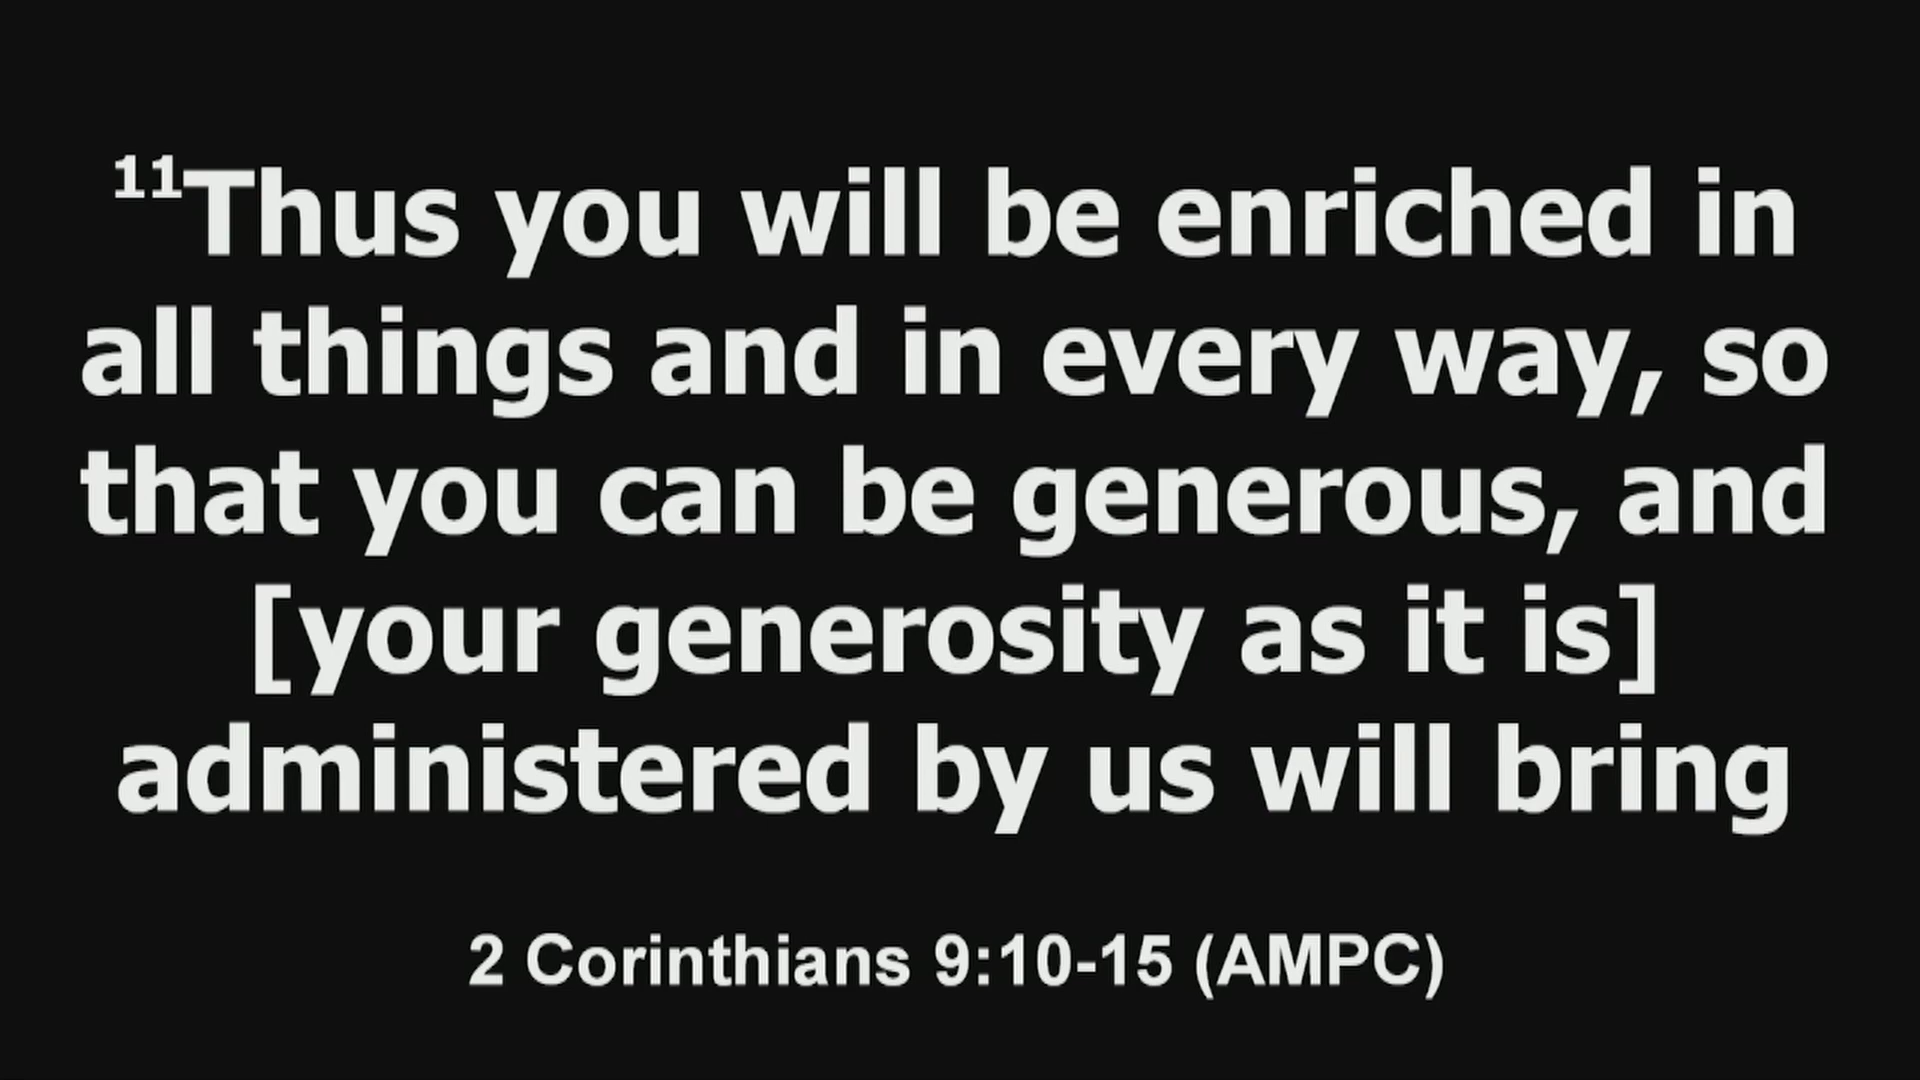 11Thus you will be enriched in
all things and in every way, so
that you can be generous, and
[your generosity as it is]
administered by us will bring
2 Corinthians 9:10-15 (AMPC)